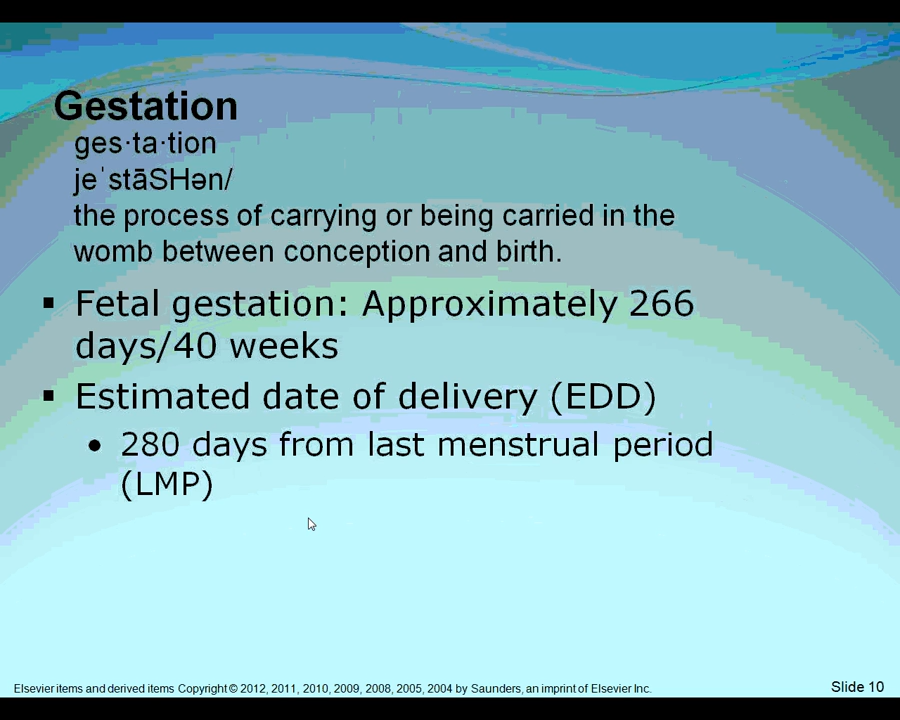 Gestation
ges·ta·tion
jeˈstāSHən/
the process of carrying or being carried in the
womb between conception and birth.
▪ Fetal gestation: Approximately 266
days/40 weeks
▪ Estimated date of delivery (EDD)
• 280 days from last menstrual period
(LMP)
Elsevier items and derived items Copyright © 2012, 2011, 2010, 2009, 2008, 2005, 2004 by Saunders, an imprint of Elsevier Inc.
Slide 10